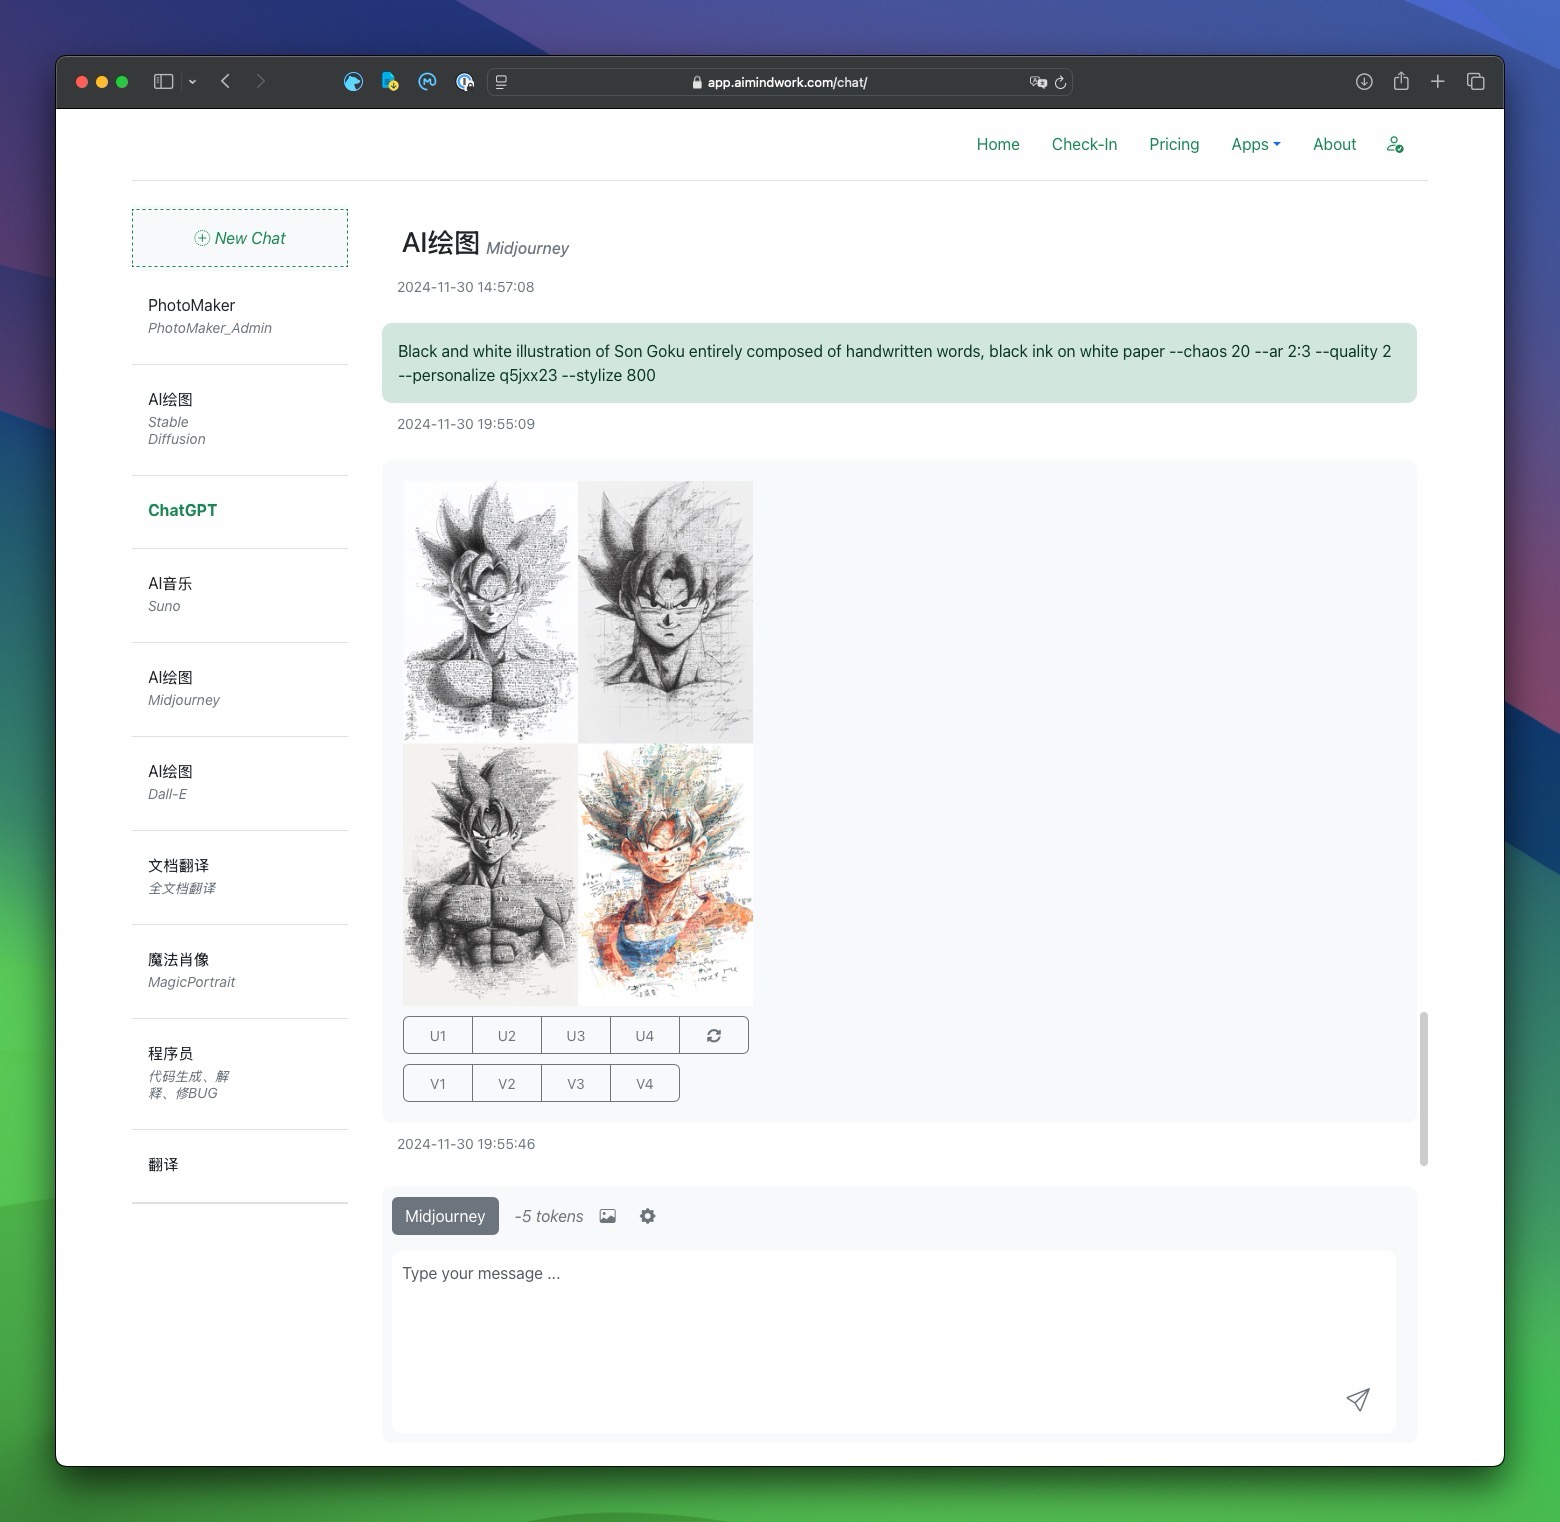 app.aimindwork.com/chat/
Home Check-In Pricing Apps About
New Chat
PhotoMaker
PhotoMaker_Admin
AI绘图
Stable
Diffusion
ChatGPT
AI音乐
Suno
AI绘图
Midjourney
AI绘图
Dall-E
文档翻译
全文档翻译
魔法肖像
MagicPortrait
程序员
代码生成、解
释、修BUG
翻译
AI绘图 Midjourney
2024-11-30 14:57:08
Black and white illustration of Son Goku entirely composed of handwritten words, black ink on white paper --chaos 20 --ar 2:3 --quality 2
--personalize q5jxx23 --stylize 800
2024-11-30 19:55:09
U1 U2 U3 U4
V1 V2 V3 V4
2024-11-30 19:55:46
Midjourney -5 tokens
Type your message ...